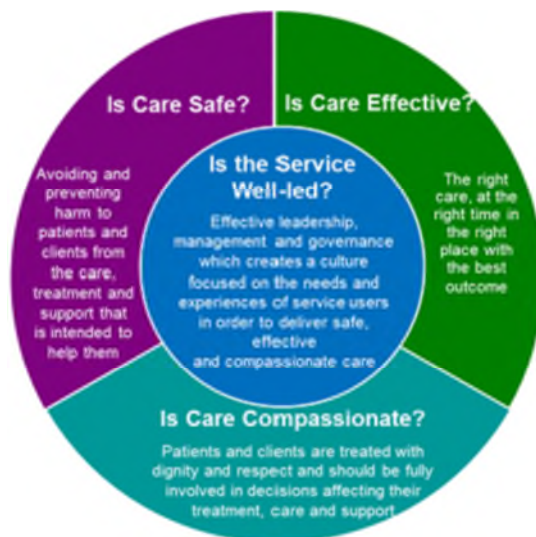 Is Care Safe?
Avoiding and
preventing
harm to
patients and
clients from
the care,
treatment and
support that
is intended to
help them
Is Care Effective?
The right
care, at the
right time in
the right
place with
the best
outcome
Is the Service
Well-led?
Effective leadership,
management and governance
which creates a culture
focused on the needs and
experiences of service users
in order to deliver safe,
effective
and compassionate care
Is Care Compassionate?
Patients and clients are treated with
dignity and respect and should be fully
involved in decisions affecting their
treatment, care and support